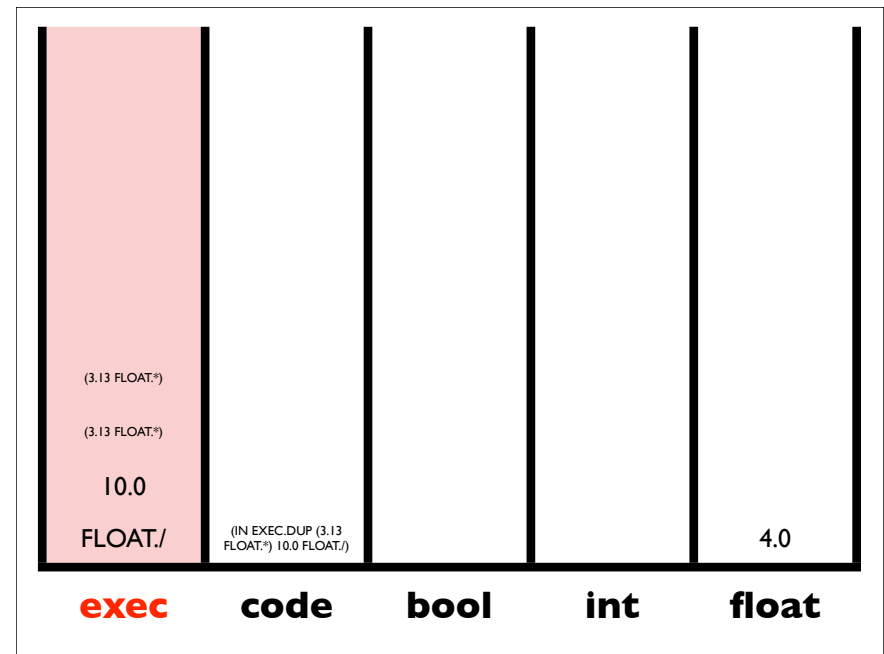 (3.13 FLOAT.*)
(3.13 FLOAT.*)
10.0
FLOAT./
(IN EXEC.DUP (3.13
FLOAT.*) 10.0 FLOAT./)
4.0
exec
code
bool
int
float